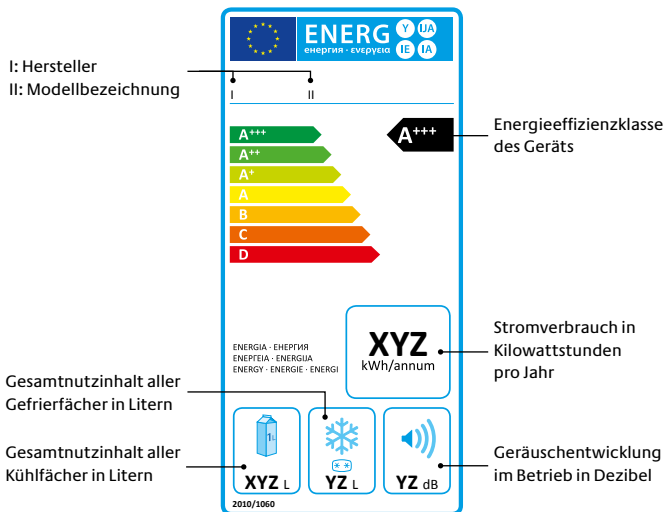 ENERG Y IJA
енергия · ενεργεια IE IA
I: Hersteller
II: Modellbezeichnung
I II
A+++
A++
A+
A
B
C
D
A+++
Energieeffizienzklasse
des Geräts
ENERGIA · ЕНЕРГИЯ
ΕΝΕΡΓΕΙΑ · ENERGIJA
ENERGY · ENERGIE · ENERGI
XYZ
kWh/annum
Stromverbrauch in
Kilowattstunden
pro Jahr
Gesamtnutzinhalt aller
Gefrierfächer in Litern
Gesamtnutzinhalt aller
Kühlfächer in Litern
1L
XYZ L
YZ L
YZ dB
Geräuschentwicklung
im Betrieb in Dezibel
2010/1060